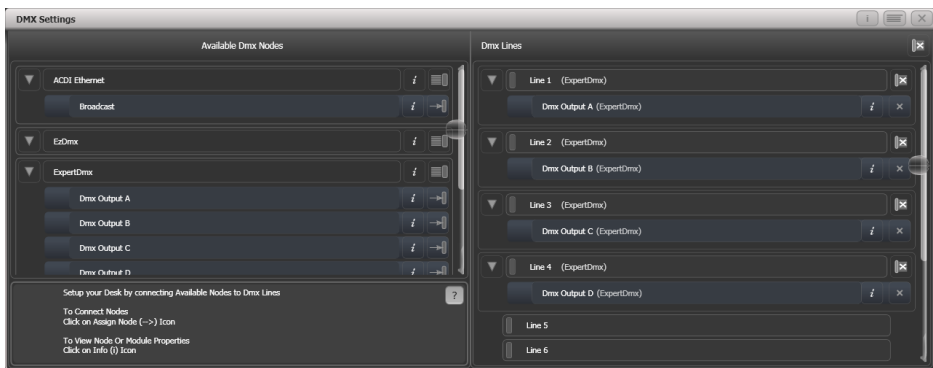 DMX Settings
Available Dmx Nodes
ACDI Ethernet
Broadcast
EzDmx
ExpertDmx
Dmx Output A
Dmx Output B
Dmx Output C
Dmx Output D
Setup your Desk by connecting Available Nodes to Dmx Lines
To Connect Nodes
Click on Assign Node (-->) Icon
To View Node Or Module Properties
Click on Info (i) Icon
?
Dmx Lines
Line 1 (ExpertDmx)
Dmx Output A (ExpertDmx)
Line 2 (ExpertDmx)
Dmx Output B (ExpertDmx)
Line 3 (ExpertDmx)
Dmx Output C (ExpertDmx)
Line 4 (ExpertDmx)
Dmx Output D (ExpertDmx)
Line 5
Line 6